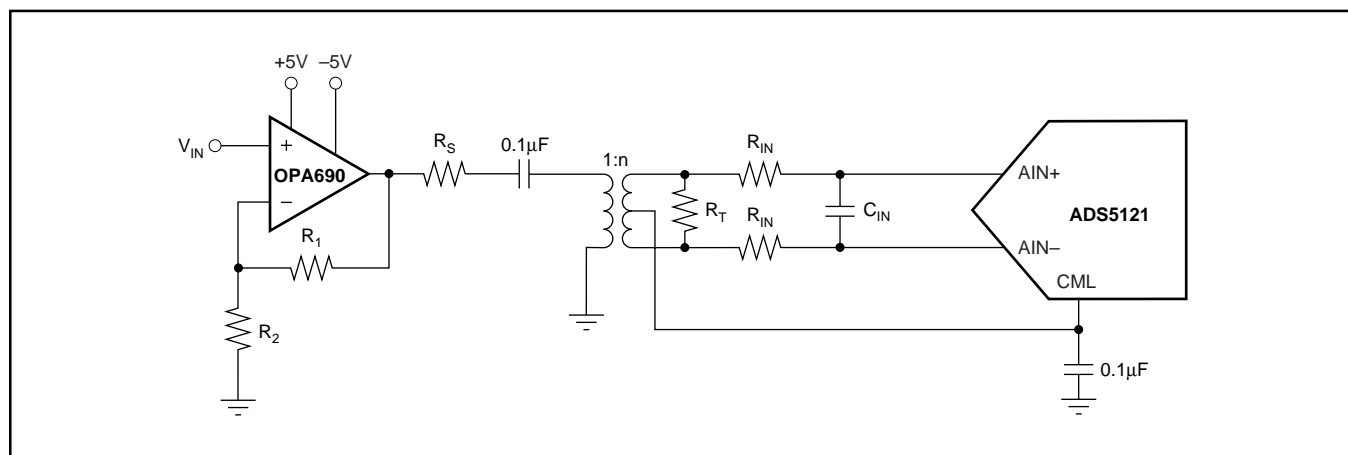 +5V
–5V
V_IN
+
OPA690
–
R_1
R_2
R_S
0.1μF
1:n
R_T
R_IN
R_IN
C_IN
AIN+
AIN–
ADS5121
CML
0.1μF